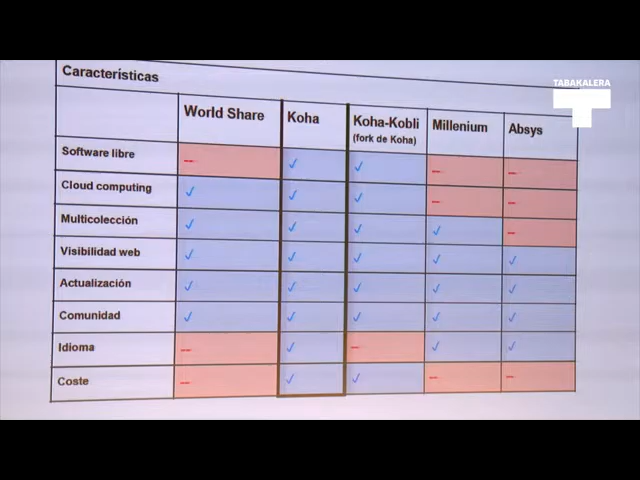 Características
TABAKALERA
World Share Koha Koha-Kobli (fork de Koha) Millenium Absys
Software libre – ✓ ✓ – –
Cloud computing ✓ ✓ ✓ – –
Multicolección ✓ ✓ ✓ ✓ –
Visibilidad web ✓ ✓ ✓ ✓ ✓
Actualización ✓ ✓ ✓ ✓ ✓
Comunidad ✓ ✓ ✓ ✓ ✓
Idioma – ✓ – ✓ ✓
Coste – ✓ ✓ – –